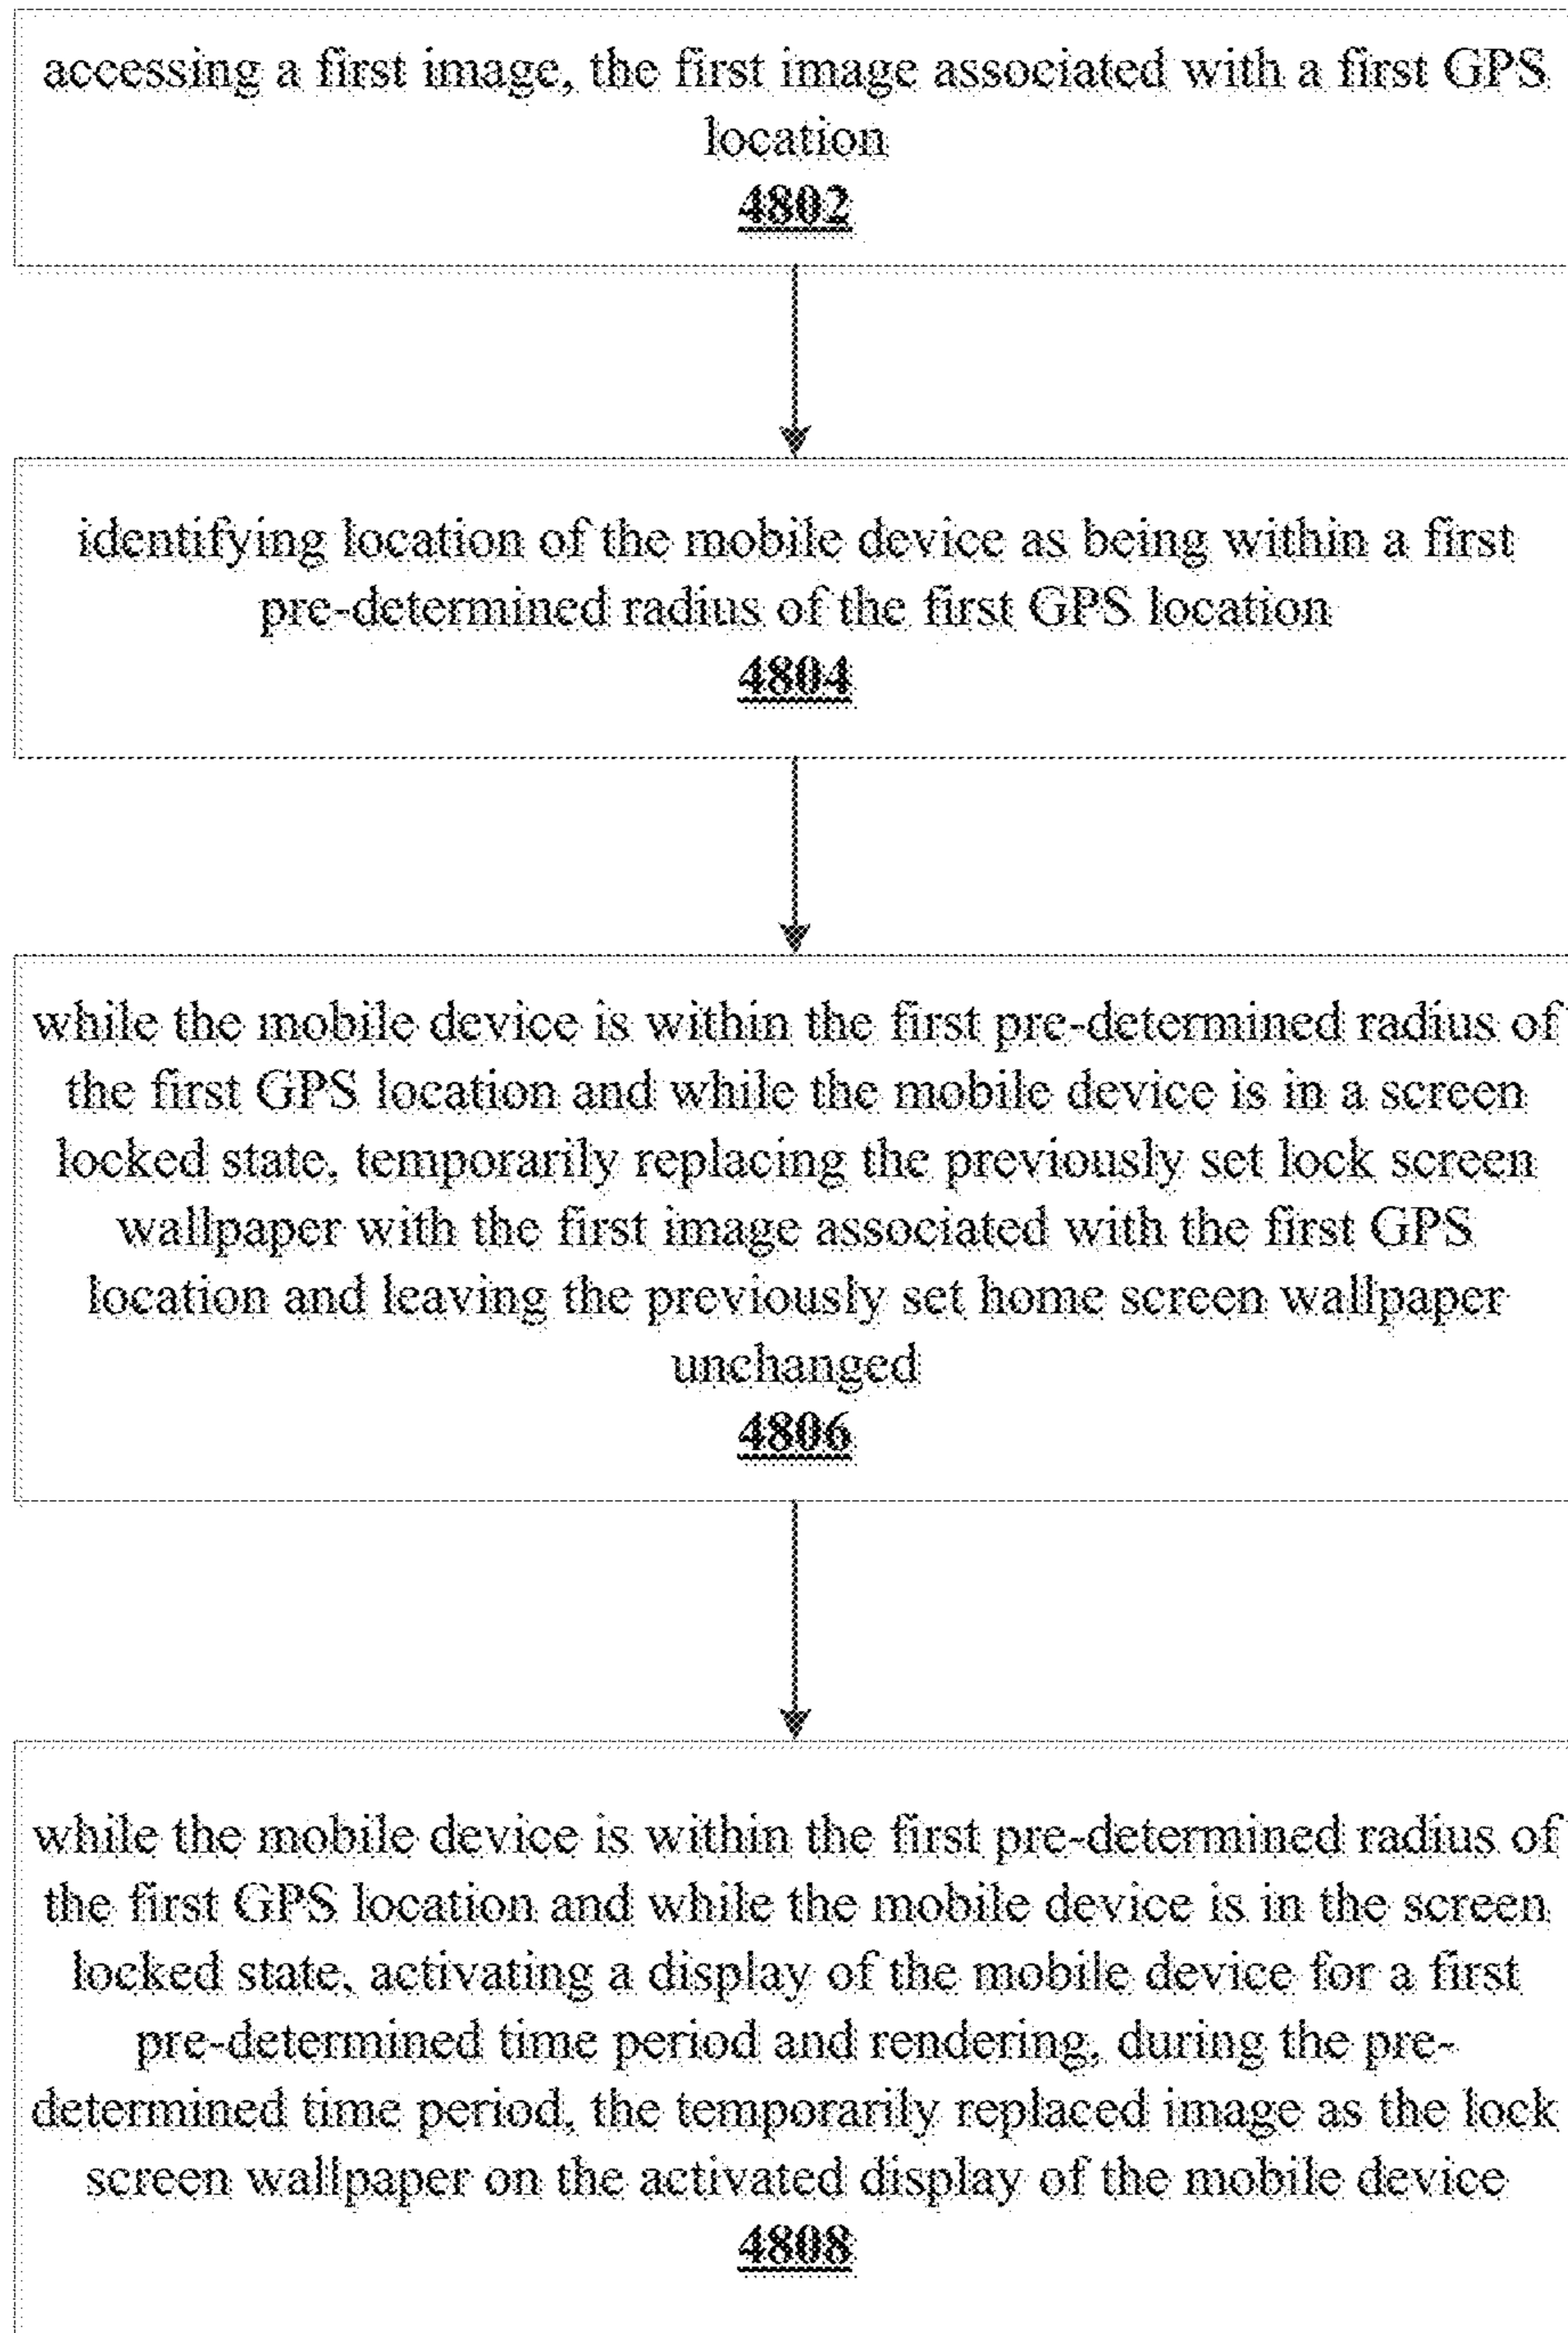 accessing a first image, the first image associated with a first GPS
location
4802
identifying location of the mobile device as being within a first
pre-determined radius of the first GPS location
4804
while the mobile device is within the first pre-determined radius of
the first GPS location and while the mobile device is in a screen
locked state, temporarily replacing the previously set lock screen
wallpaper with the first image associated with the first GPS
location and leaving the previously set home screen wallpaper
unchanged
4806
while the mobile device is within the first pre-determined radius of
the first GPS location and while the mobile device is in the screen
locked state, activating a display of the mobile device for a first
pre-determined time period and rendering, during the pre-
determined time period, the temporarily replaced image as the lock
screen wallpaper on the activated display of the mobile device
4808